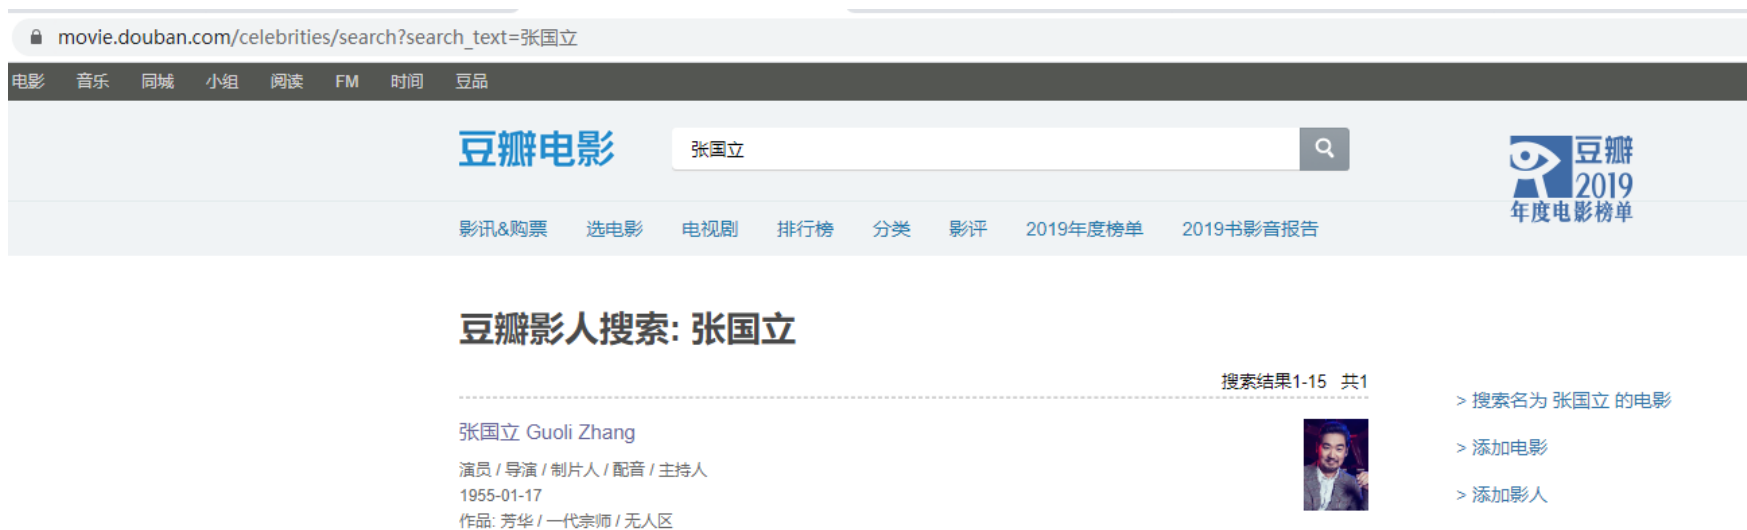 movie.douban.com/celebrities/search?search_text=张国立
电影 音乐 同城 小组 阅读 FM 时间 豆品
豆瓣电影 张国立
豆瓣
2019
年度电影榜单
影讯&购票 选电影 电视剧 排行榜 分类 影评 2019年度榜单 2019书影音报告
豆瓣影人搜索: 张国立
搜索结果1-15 共1
> 搜索名为 张国立 的电影
张国立 Guoli Zhang
> 添加电影
演员 / 导演 / 制片人 / 配音 / 主持人
1955-01-17
> 添加影人
作品: 芳华 / 一代宗师 / 无人区